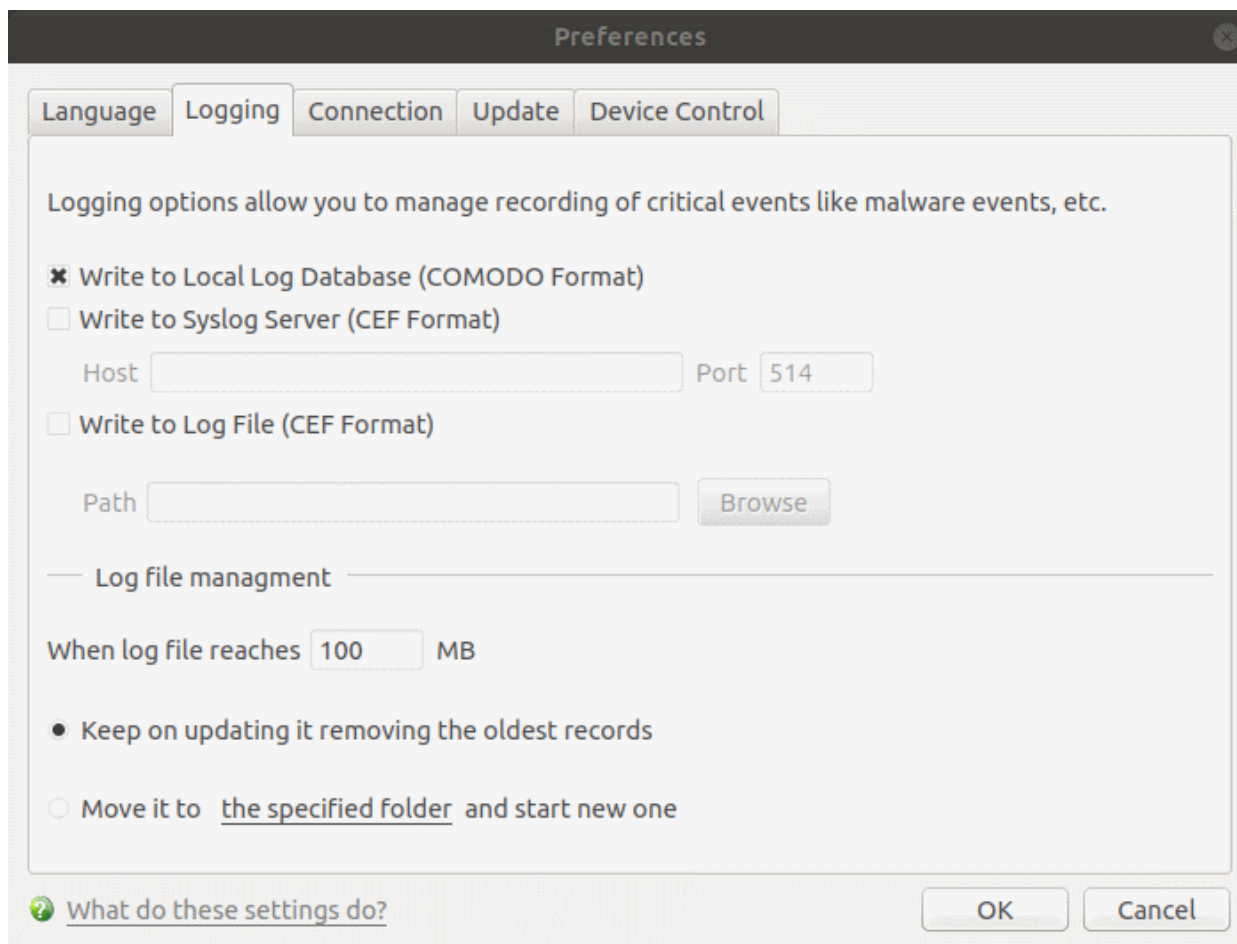 Preferences
Language Logging Connection Update Device Control
Logging options allow you to manage recording of critical events like malware events, etc.
Write to Local Log Database (COMODO Format)
Write to Syslog Server (CEF Format)
Host Port 514
Write to Log File (CEF Format)
Path Browse
Log file managment
When log file reaches 100 MB
Keep on updating it removing the oldest records
Move it to the specified folder and start new one
What do these settings do? OK Cancel